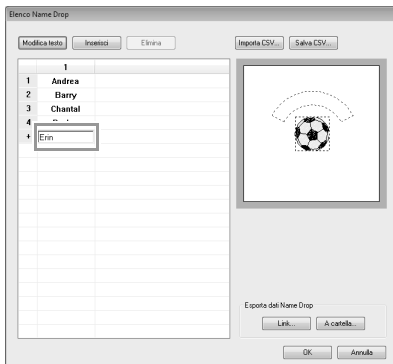 Elenco Name Drop
Modifica testo Inserisci Elimina Importa CSV... Salva CSV...
1
1 Andrea
2 Barry
3 Chantal
4
+ Erin
Esporta dati Name Drop
Link... A cartella...
OK Annulla